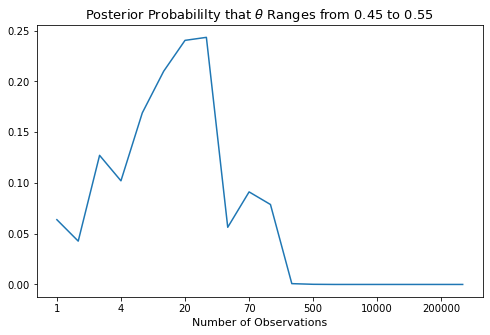 Posterior Probabililty that θ Ranges from 0.45 to 0.55
0.25
0.20
0.15
0.10
0.05
0.00
1 4 20 70 500 10000 200000
Number of Observations